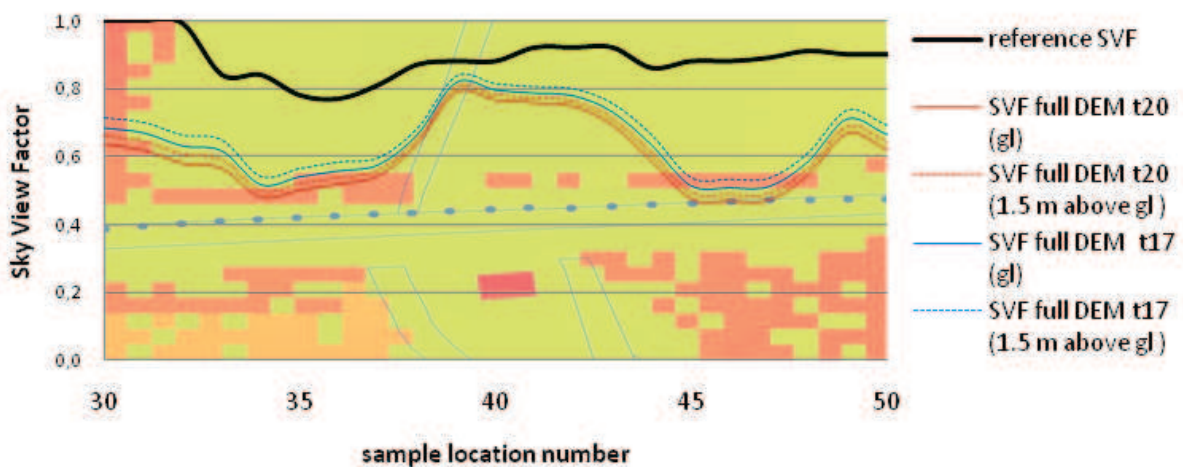 1,0
0,8
0,6
0,4
0,2
0,0
Sky View Factor
30
35
40
45
50
sample location number
reference SVF
SVF full DEM t20
(gl)
SVF full DEM t20
(1.5 m above gl)
SVF full DEM t17
(gl)
SVF full DEM t17
(1.5 m above gl)